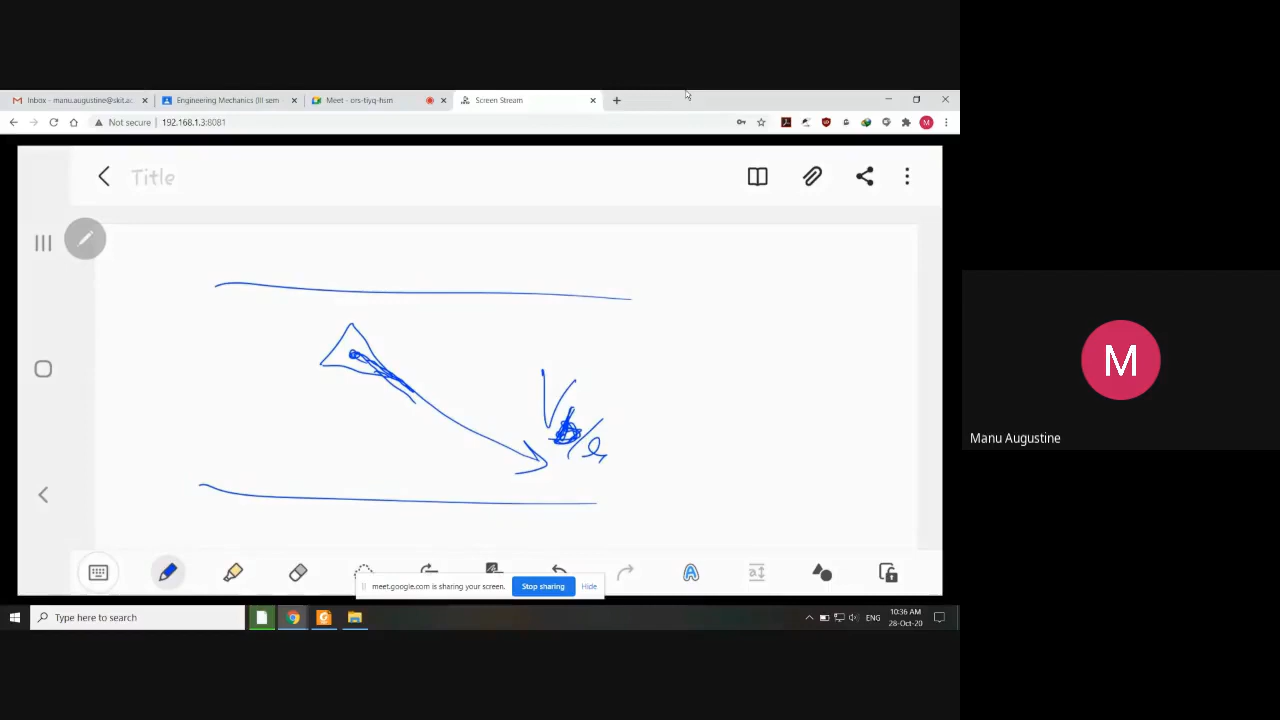 Inbox - manu.augustine@skit.ac.
Engineering Mechanics (III sem
Meet - ors-tiyq-hsm
Screen Stream
Not secure
192.168.1.3:8081
Title
V
M
Manu Augustine
A
meet.google.com is sharing your screen.
Stop sharing
Hide
Type here to search
ENG
10:36 AM
28-Oct-20